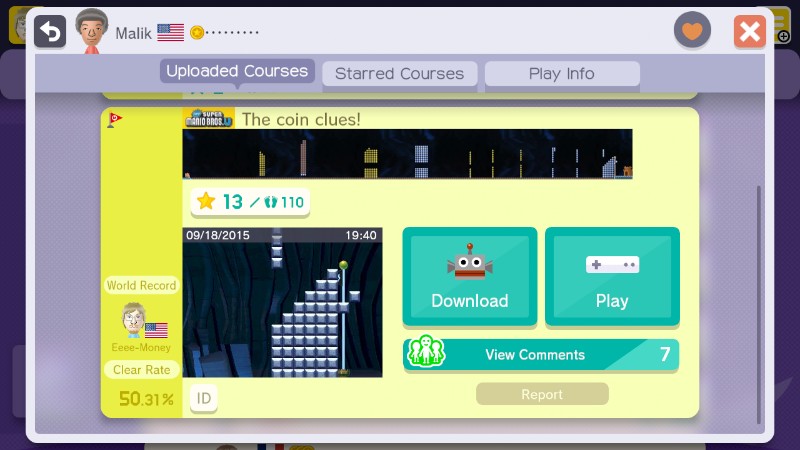 Malik
Uploaded Courses
Starred Courses
Play Info
SUPER
MARIO BROS. U
The coin clues!
13 / 110
09/18/2015 19:40
World Record
Eeee-Money
Clear Rate
50.31%
Download
Play
View Comments 7
ID
Report